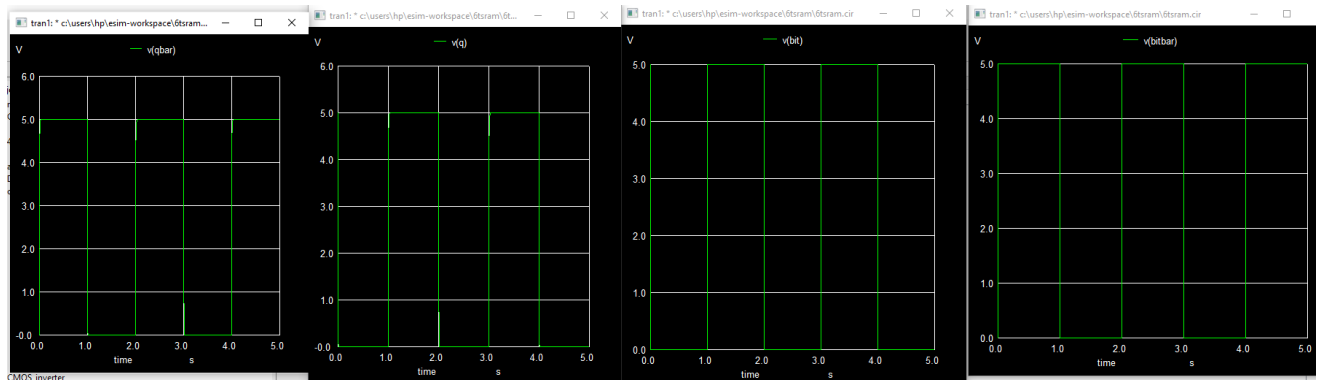 tran1: * c:\users\hp\esim-workspace\6tsram...
V
v(qbar)
6.0
5.0
4.0
3.0
2.0
1.0
-0.0
0.0 1.0 2.0 3.0 4.0 5.0
time s
CMOS inverter
tran1: * c:\users\hp\esim-workspace\6tsram\6t...
V
v(q)
6.0
5.0
4.0
3.0
2.0
1.0
-0.0
0.0 1.0 2.0 3.0 4.0 5.0
time s
tran1: * c:\users\hp\esim-workspace\6tsram\6tsram.cir
V
v(bit)
5.0
4.0
3.0
2.0
1.0
0.0
0.0 1.0 2.0 3.0 4.0 5.0
time s
tran1: * c:\users\hp\esim-workspace\6tsram\6tsram.cir
V
v(bitbar)
5.0
4.0
3.0
2.0
1.0
0.0
0.0 1.0 2.0 3.0 4.0 5.0
time s